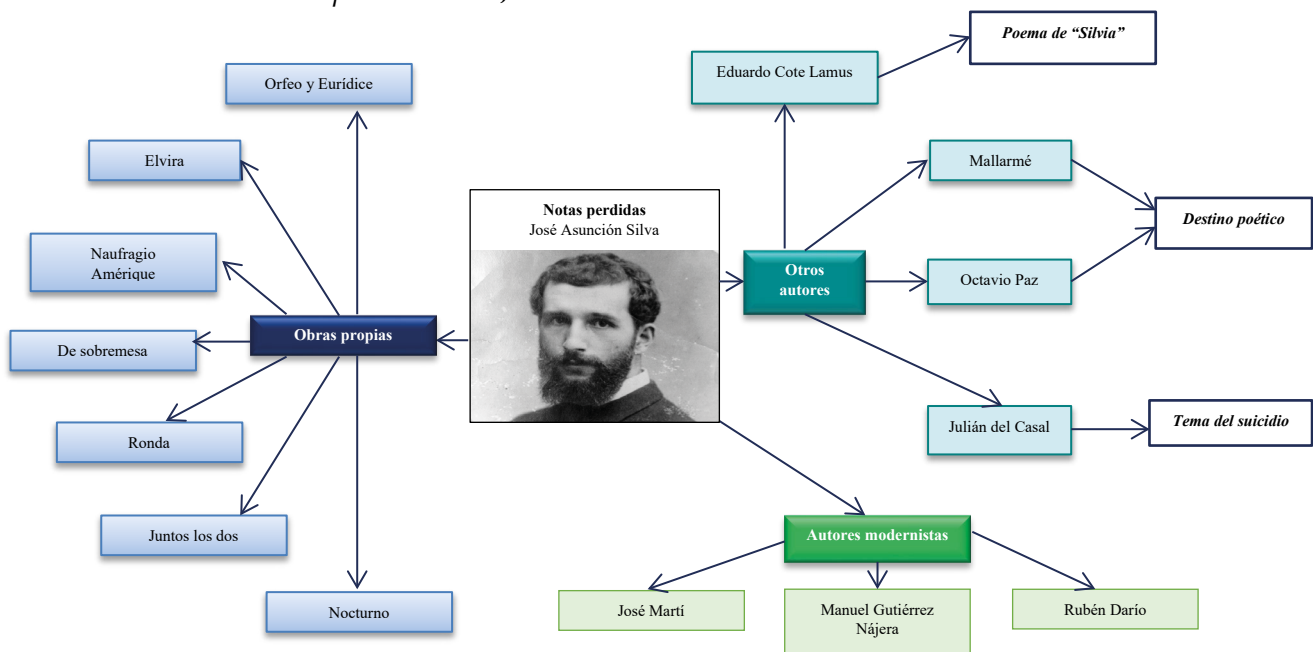 Orfeo y Eurídice
Elvira
Naufragio
Amérique
De sobremesa
Ronda
Juntos los dos
Nocturno
Obras propias
Notas perdidas
José Asunción Silva
Otros
autores
Eduardo Cote Lamus
Poema de “Silvia”
Mallarmé
Octavio Paz
Destino poético
Julián del Casal
Tema del suicidio
Autores modernistas
José Martí
Manuel Gutiérrez
Nájera
Rubén Darío